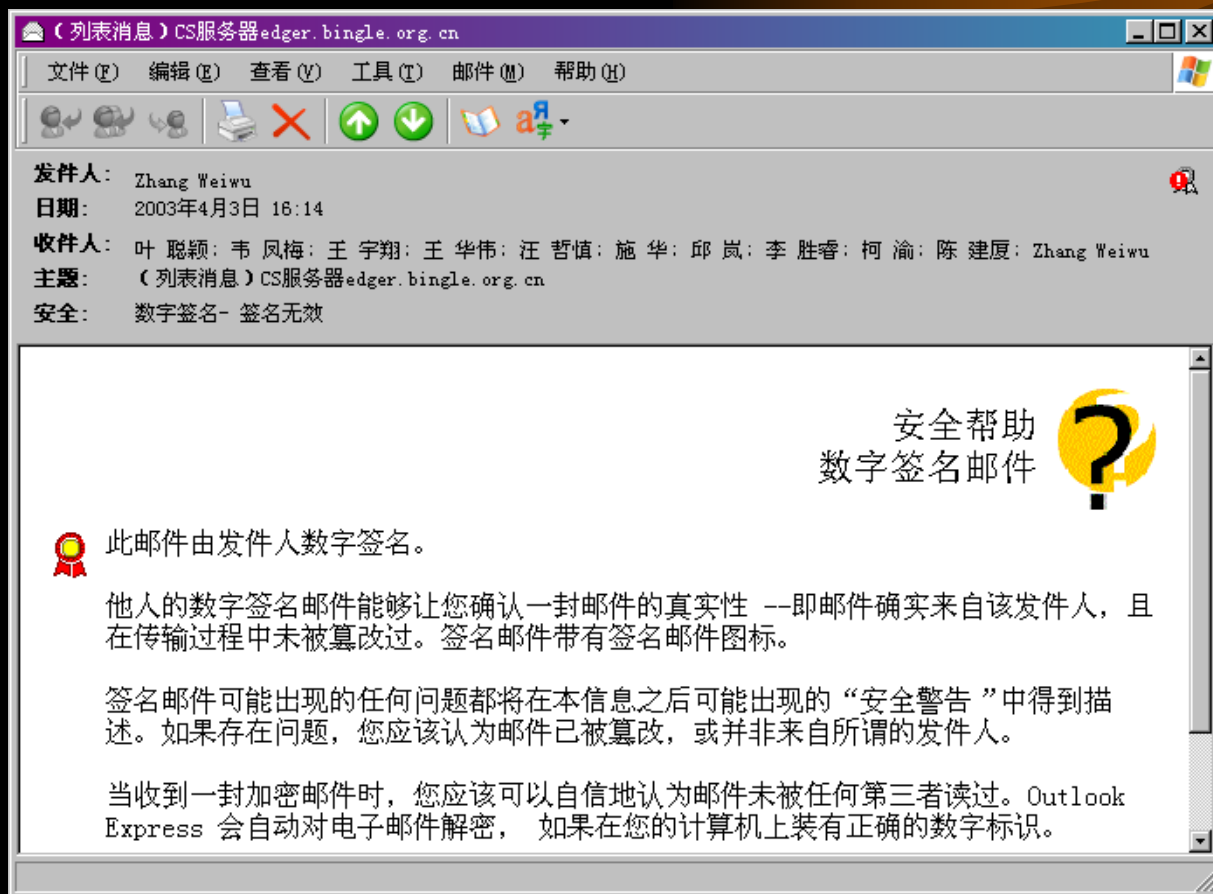 （列表消息）CS服务器edger.bingle.org.cn
文件(F) 编辑(E) 查看(V) 工具(T) 邮件(M) 帮助(H)
aЯ字
发件人: Zhang Weiwu
日期: 2003年4月3日 16:14
收件人: 叶 聪颖; 韦 凤梅; 王 宇翔; 王 华伟; 汪 哲慎; 施 华; 邱 岚; 李 胜睿; 柯 渝; 陈 建厦; Zhang Weiwu
主题: （列表消息）CS服务器edger.bingle.org.cn
安全: 数字签名- 签名无效
安全帮助
数字签名邮件
此邮件由发件人数字签名。
他人的数字签名邮件能够让您确认一封邮件的真实性 --即邮件确实来自该发件人，且
在传输过程中未被篡改过。签名邮件带有签名邮件图标。
签名邮件可能出现的任何问题都将在本信息之后可能出现的“安全警告”中得到描
述。如果存在问题，您应该认为邮件已被篡改，或并非来自所谓的发件人。
当收到一封加密邮件时，您应该可以自信地认为邮件未被任何第三者读过。Outlook
Express 会自动对电子邮件解密， 如果在您的计算机上装有正确的数字标识。